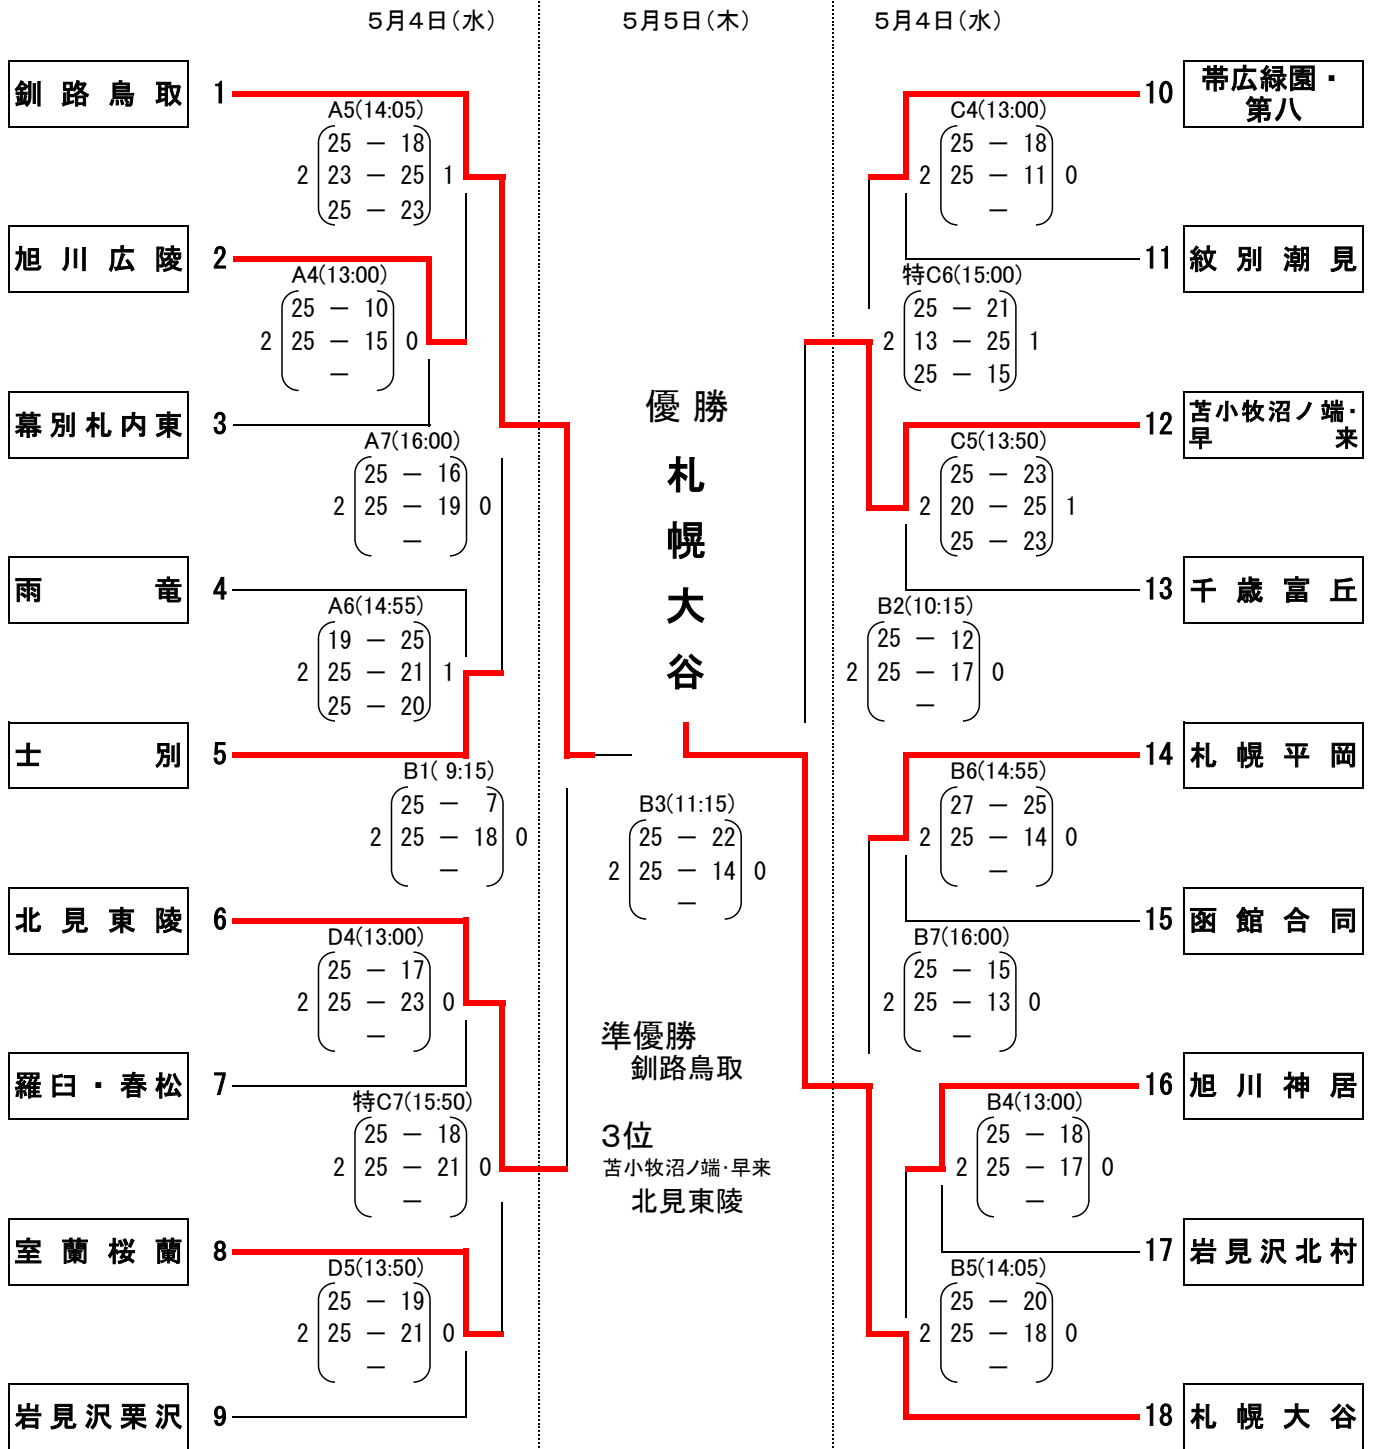 5月4日(水)
5月5日(木)
5月4日(水)
釧路鳥取 1
A5(14:05)
25 － 18
2 23 － 25 1
25 － 23
旭川広陵 2
A4(13:00)
25 － 10
2 25 － 15 0
－
幕別札内東 3
A7(16:00)
25 － 16
2 25 － 19 0
－
雨竜 4
A6(14:55)
19 － 25
2 25 － 21 1
25 － 20
士別 5
B1( 9:15)
25 － 7
2 25 － 18 0
－
北見東陵 6
D4(13:00)
25 － 17
2 25 － 23 0
－
羅臼・春松 7
特C7(15:50)
25 － 18
2 25 － 21 0
－
室蘭桜蘭 8
D5(13:50)
25 － 19
2 25 － 21 0
－
岩見沢栗沢 9
優勝
札幌大谷
B3(11:15)
25 － 22
2 25 － 14 0
－
準優勝
釧路鳥取
3位
苫小牧沼ノ端・早来
北見東陵
10 帯広緑園・
第八
C4(13:00)
25 － 18
2 25 － 11 0
－
11 紋別潮見
特C6(15:00)
25 － 21
2 13 － 25 1
25 － 15
12 苫小牧沼ノ端・
早来
C5(13:50)
25 － 23
2 20 － 25 1
25 － 23
13 千歳富丘
B2(10:15)
25 － 12
2 25 － 17 0
－
14 札幌平岡
B6(14:55)
27 － 25
2 25 － 14 0
－
15 函館合同
B7(16:00)
25 － 15
2 25 － 13 0
－
16 旭川神居
B4(13:00)
25 － 18
2 25 － 17 0
－
17 岩見沢北村
B5(14:05)
25 － 20
2 25 － 18 0
－
18 札幌大谷